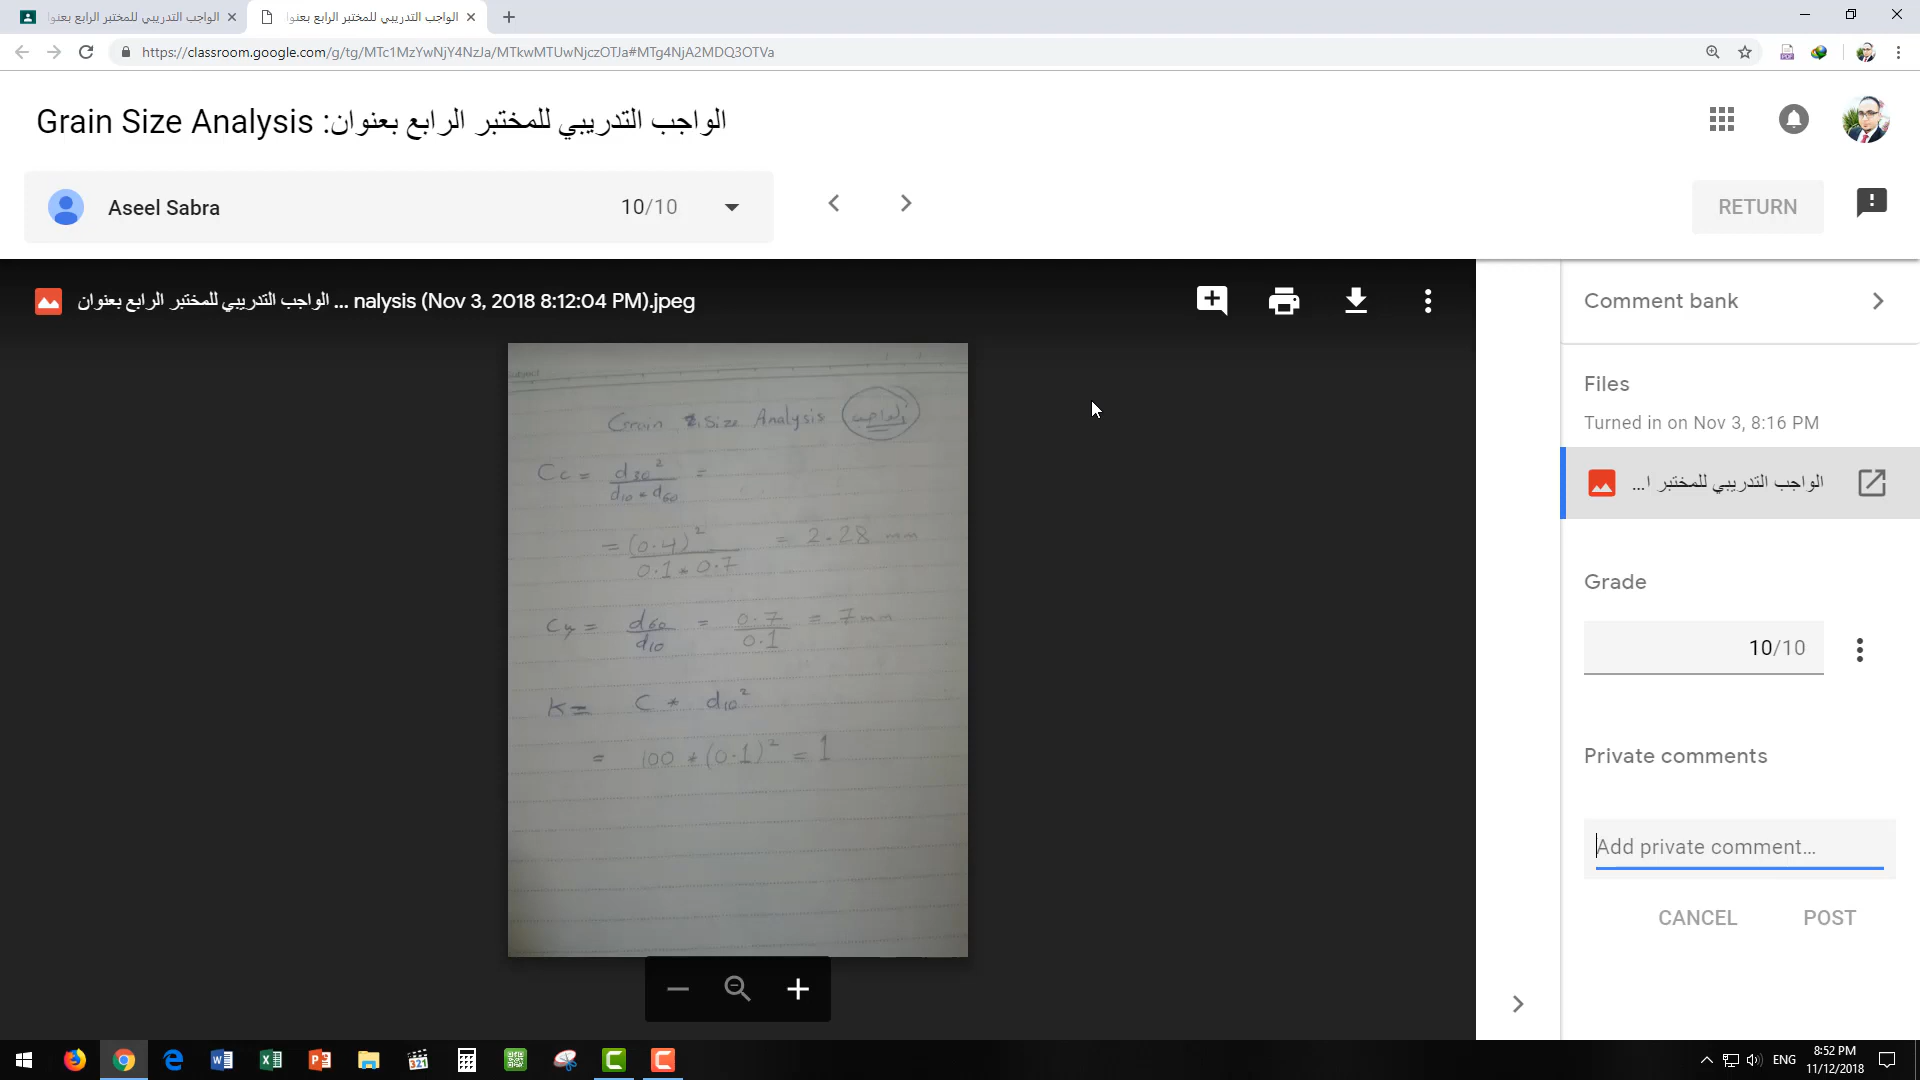 الواجب التدريبي للمختبر الرابع بعنوا
الواجب التدريبي للمختبر الرابع بعنوا
https://classroom.google.com/g/tg/MTc1MzYwNjY4NzJa/MTkwMTUwNjczOTJa#MTg4NjA2MDQ3OTVa
الواجب التدريبي للمختبر الرابع بعنوان: Grain Size Analysis
Aseel Sabra
10/10
RETURN
الواجب التدريبي للمختبر الرابع بعنوان ... nalysis (Nov 3, 2018 8:12:04 PM).jpeg
Grain Size Analysis الواجب
Cc = d30² / d10 * d60 =
= (0.4)² / 0.1 * 0.7 = 2.28 mm
Cu = d60 / d10 = 0.7 / 0.1 = 7 mm
K = C * d10²
= 100 * (0.1)² = 1
Comment bank
Files
Turned in on Nov 3, 8:16 PM
الواجب التدريبي للمختبر ا...
Grade
10/10
Private comments
Add private comment...
CANCEL
POST
ENG
8:52 PM
11/12/2018